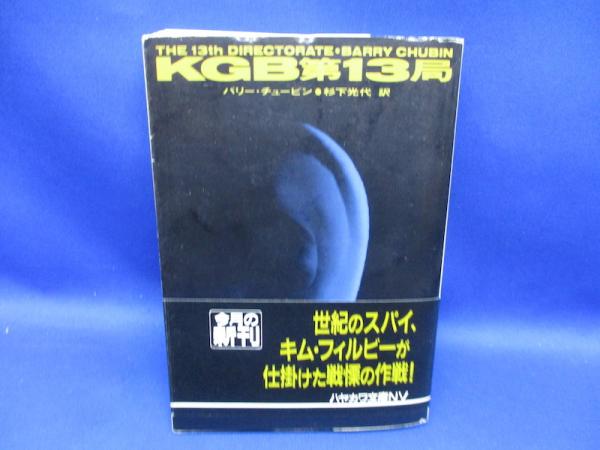 THE 13th DIRECTORATE•BARRY CHUBIN
KGB第13局
バリー・チュービン●杉下光代 訳
今月の
新刊
世紀のスパイ、
キム・フィルビーが
仕掛けた戦慄の作戦!
ハヤカワ文庫NV